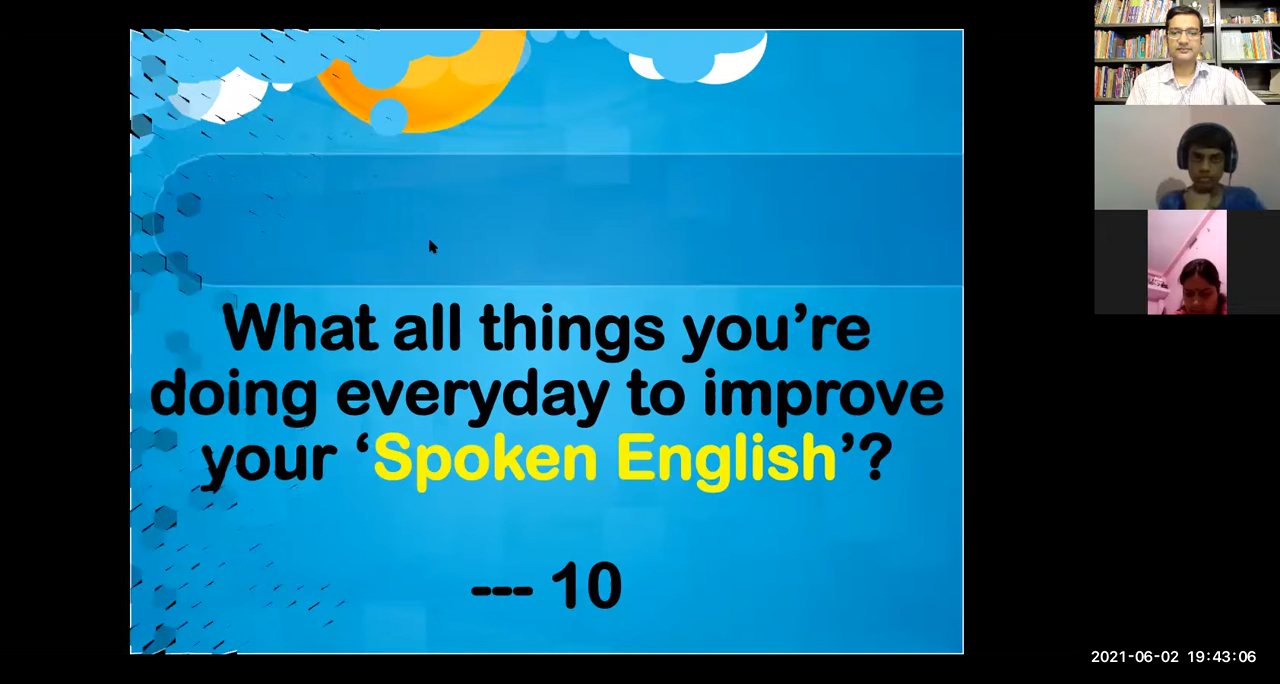 What all things you’re
doing everyday to improve
your ‘Spoken English’?
--- 10
2021-06-02 19:43:06